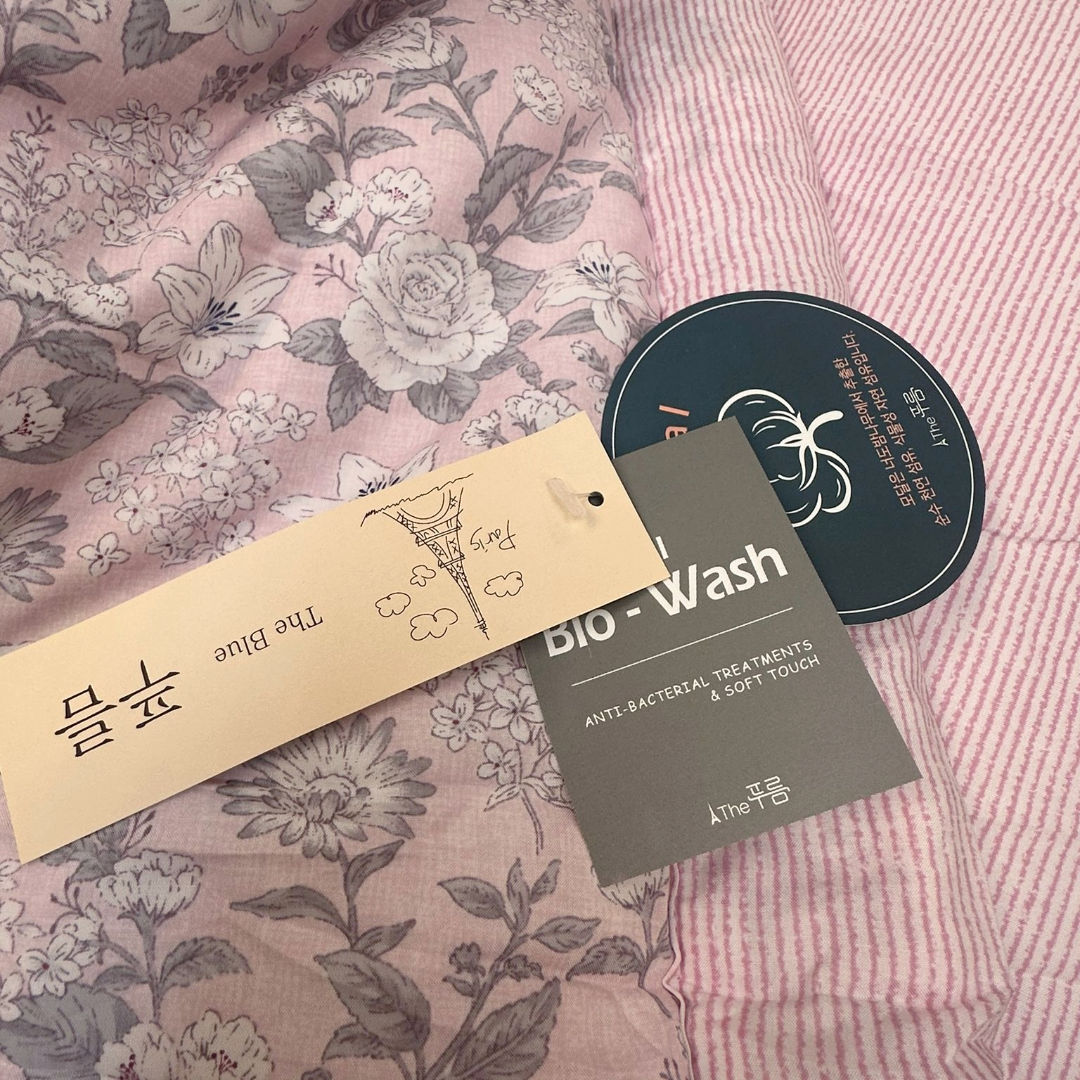 모달은 너도밤나무에서 추출한
순수 천연 섬유, 식물성 자연 섬유입니다.
The 푸름
Paris
The Blue
푸름
Bio - Wash
ANTI-BACTERIAL TREATMENTS
& SOFT TOUCH
The 푸름